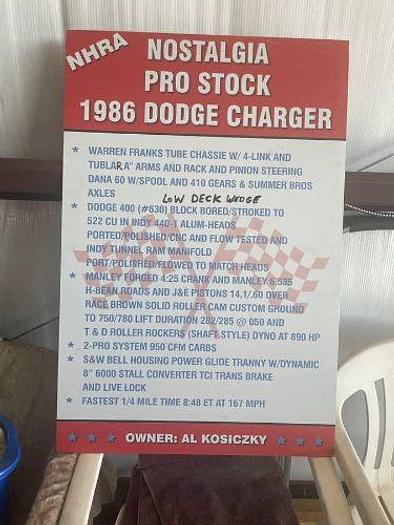 NHRA
NOSTALGIA
PRO STOCK
1986 DODGE CHARGER
* WARREN FRANKS TUBE CHASSIE W/ 4-LINK AND
TUBLARA" ARMS AND RACK AND PINION STEERING
DANA 60 W/SPOOL AND 410 GEARS & SUMMER BROS
AXLES
LOW DECK WEDGE
* DODGE 400 (#630) BLOCK BORED/STROKED TO
522 CU IN INDY 440-1 ALUM-HEADS
PORTED/POLISHED/CNC AND FLOW TESTED AND
INDY TUNNEL RAM MANIFOLD
PORT/POLISHED/FLOWED TO MATCH HEADS
* MANLEY FORGED 4:25 CRANK AND MANLEY 6.535
H-BEAN RODS AND J&E PISTONS 14.1/.60 OVER
RACE BROWN SOLID ROLLER CAM CUSTOM GROUND
TO 750/780 LIFT DURATION 282/285 @ 050 AND
T & D ROLLER ROCKERS (SHAFT STYLE) DYNO AT 890 HP
* 2-PRO SYSTEM 950 CFM CARBS
* S&W BELL HOUSING POWER GLIDE TRANNY W/DYNAMIC
8" 6000 STALL CONVERTER TCI TRANS BRAKE
AND LIVE LOCK
* FASTEST 1/4 MILE TIME 8:48 ET AT 167 MPH
OWNER: AL KOSICZKY